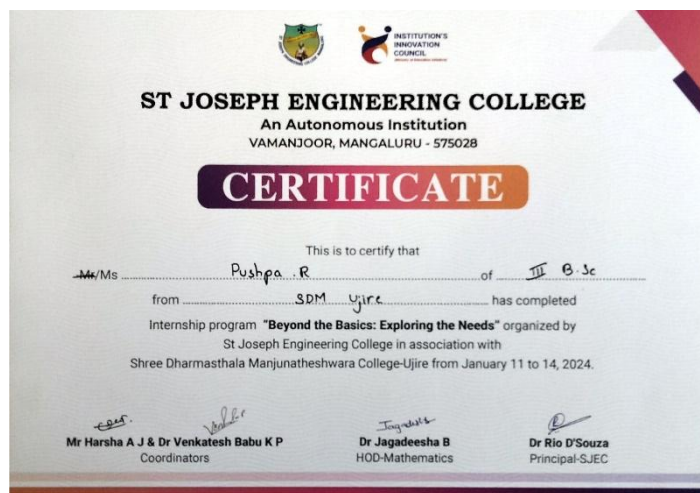 INSTITUTION'S
INNOVATION
COUNCIL
ST JOSEPH ENGINEERING COLLEGE
An Autonomous Institution
VAMANJOOR, MANGALURU - 575028
CERTIFICATE
This is to certify that
Mr/Ms Pushpa .R of III B.Sc
from SDM Ujire has completed
Internship program "Beyond the Basics: Exploring the Needs" organized by
St Joseph Engineering College in association with
Shree Dharmasthala Manjunatheshwara College-Ujire from January 11 to 14, 2024.
Mr Harsha A J & Dr Venkatesh Babu K P Dr Jagadeesha B Dr Rio D'Souza
Coordinators HOD-Mathematics Principal-SJEC